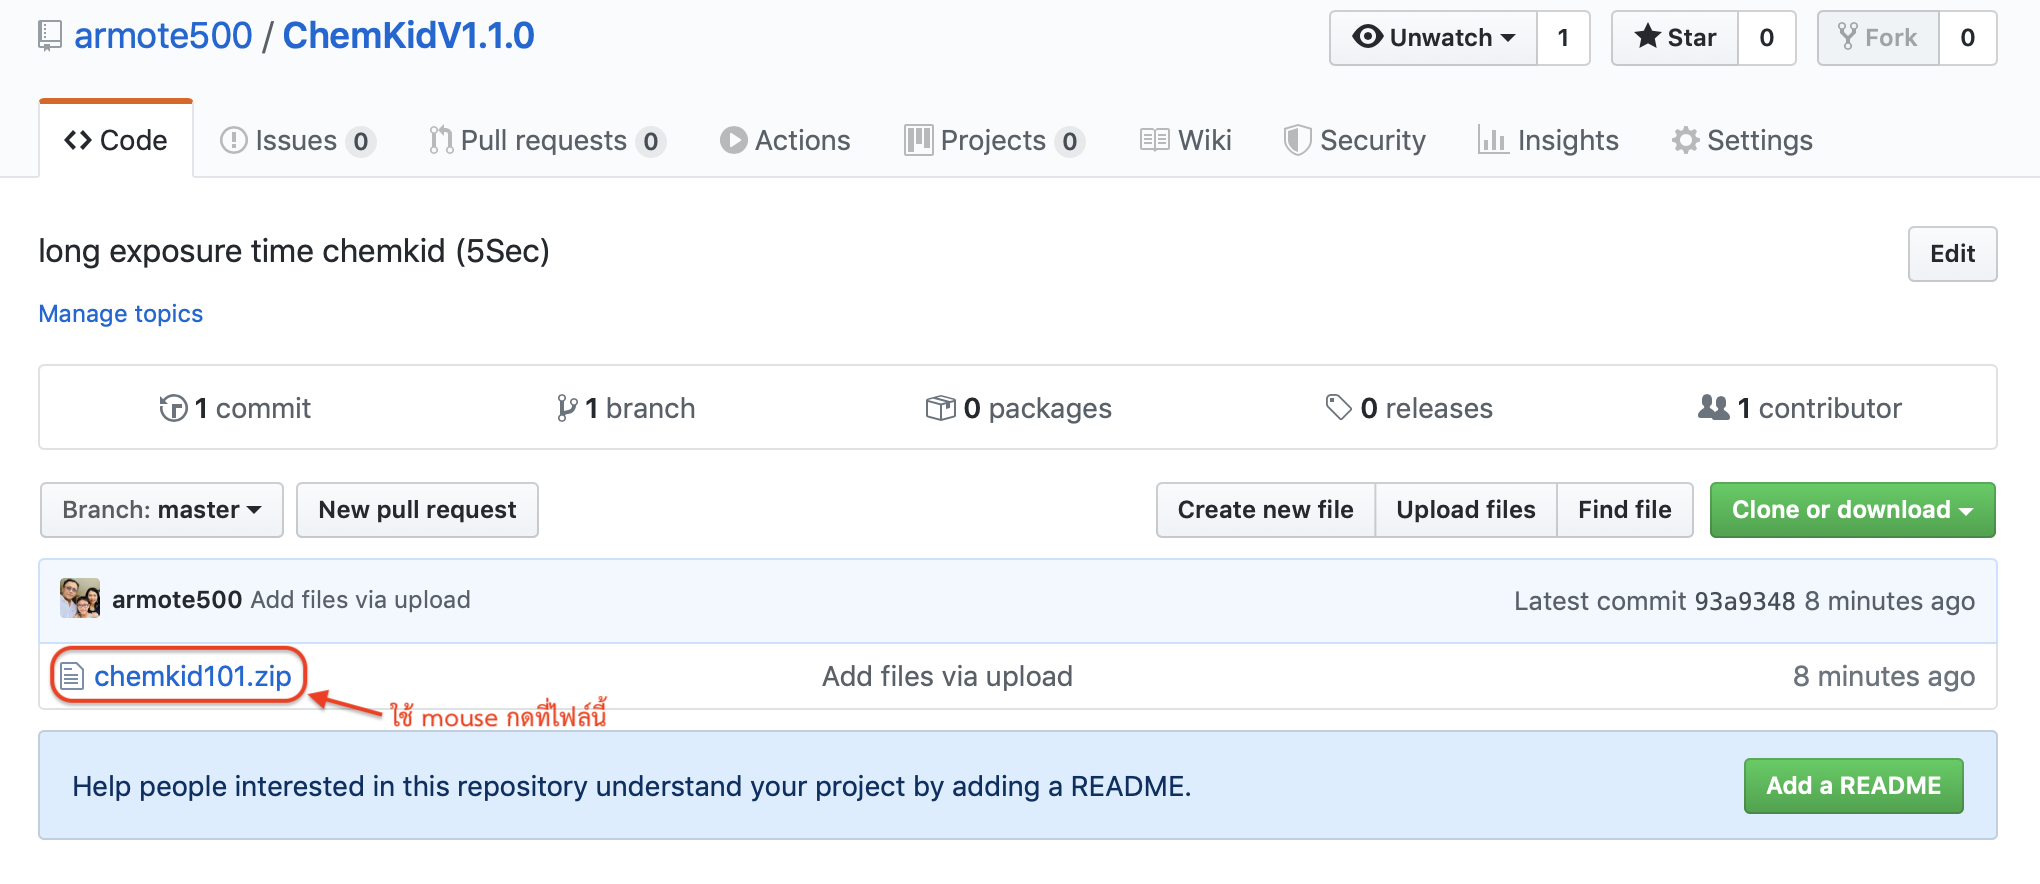 armote500 / ChemKidV1.1.0
Unwatch 1 Star 0 Fork 0
Code Issues 0 Pull requests 0 Actions Projects 0 Wiki Security Insights Settings
long exposure time chemkid (5Sec)
Edit
Manage topics
1 commit 1 branch 0 packages 0 releases 1 contributor
Branch: master New pull request Create new file Upload files Find file Clone or download
armote500 Add files via upload Latest commit 93a9348 8 minutes ago
chemkid101.zip Add files via upload 8 minutes ago
ใช้ mouse กดที่ไฟล์นี้
Help people interested in this repository understand your project by adding a README. Add a README